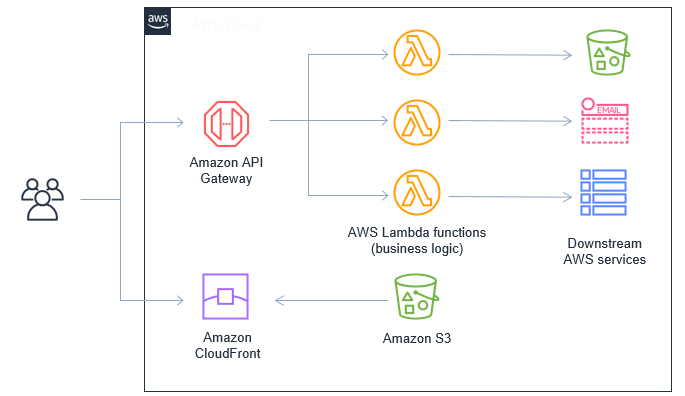 aws
AWS Cloud
EMAIL
Amazon API
Gateway
AWS Lambda functions
(business logic)
Downstream
AWS services
Amazon
CloudFront
Amazon S3